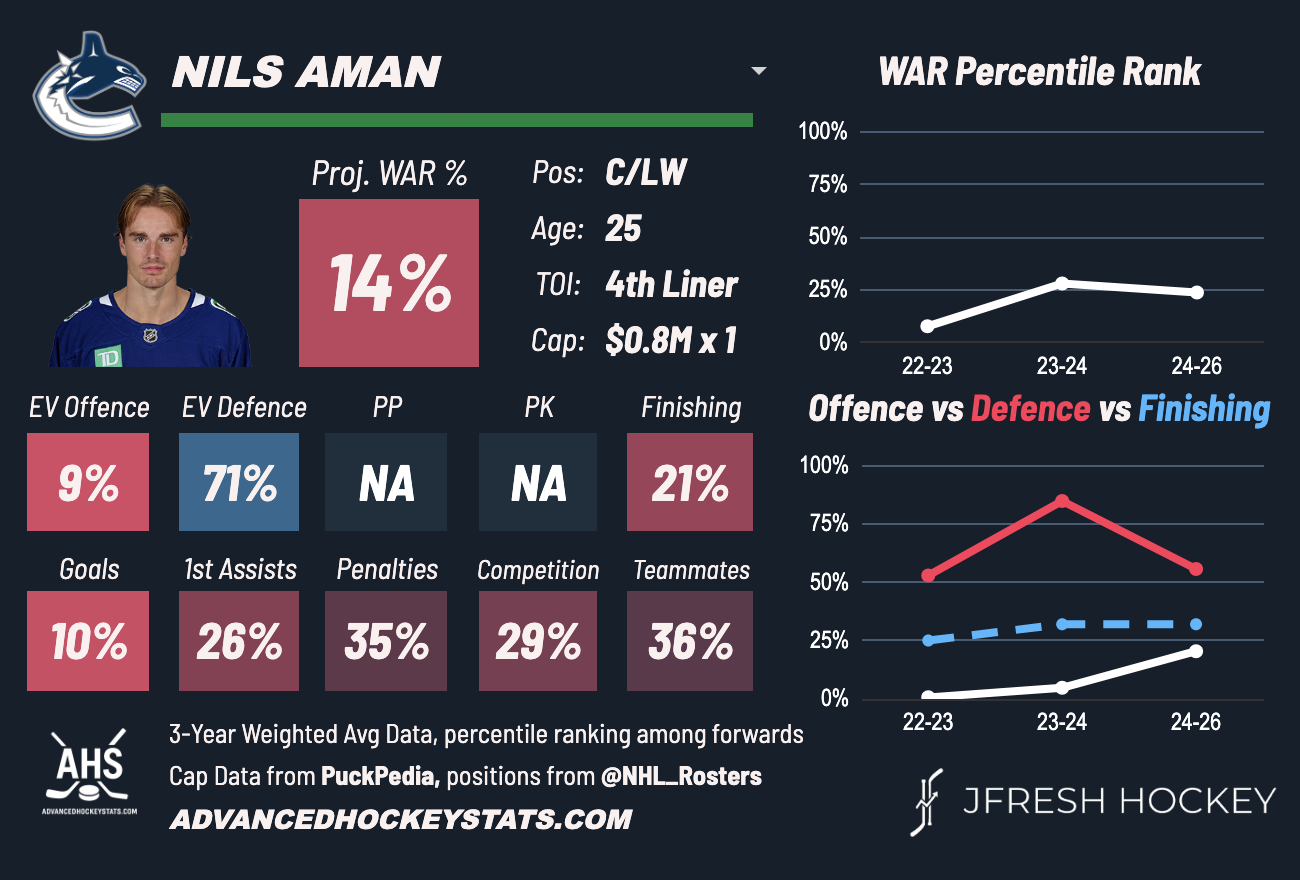 NILS AMAN
Proj. WAR %
14%
Pos: C/LW
Age: 25
TOI: 4th Liner
Cap: $0.8M x 1
TD
NHL
EV Offence EV Defence PP PK Finishing
9% 71% NA NA 21%
Goals 1st Assists Penalties Competition Teammates
10% 26% 35% 29% 36%
WAR Percentile Rank
100%
75%
50%
25%
0%
22-23 23-24 24-26
Offence vs Defence vs Finishing
100%
75%
50%
25%
0%
22-23 23-24 24-26
AHS
ADVANCEDHOCKEYSTATS.COM
3-Year Weighted Avg Data, percentile ranking among forwards
Cap Data from PuckPedia, positions from @NHL_Rosters
ADVANCEDHOCKEYSTATS.COM
JFRESH HOCKEY